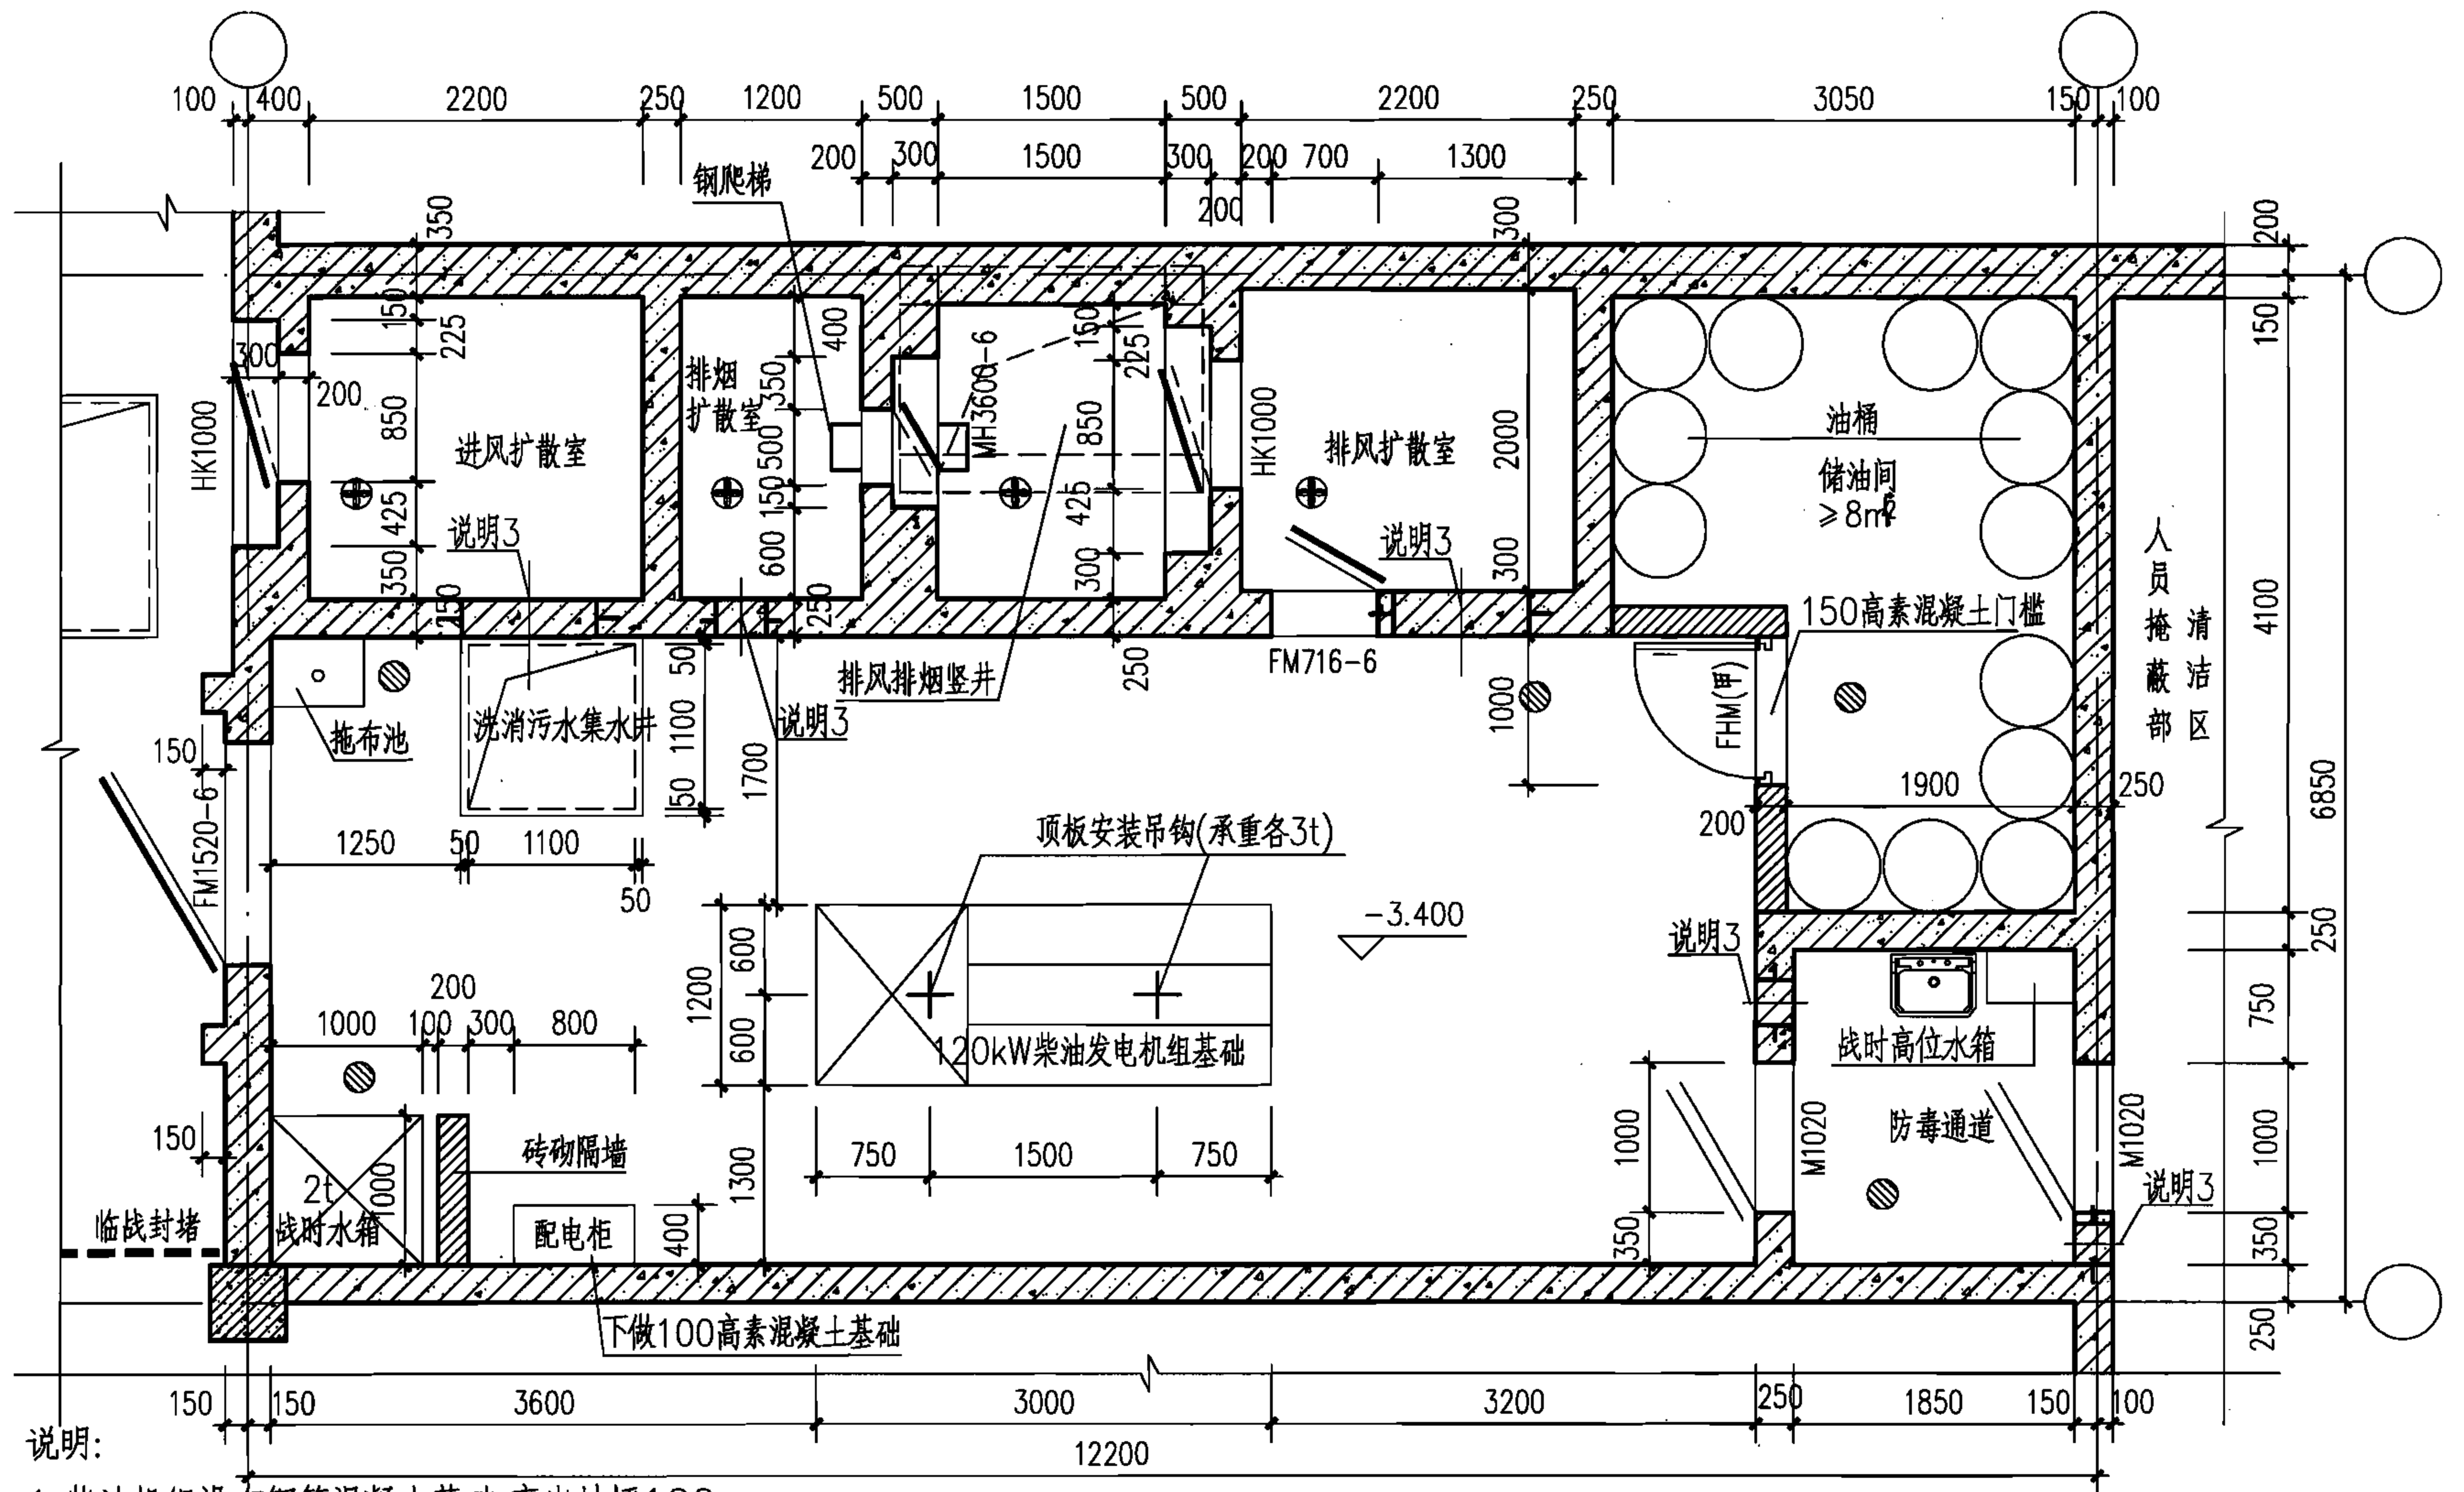 100 400 2200 250 1200 500 1500 500 2200 250 3050 150 100
200 300 1500 300 200 700 1300
200
钢爬梯
350
300
200
150
225
300
200
850
425
350
250
HK1000
进风扩散室
说明3
排烟
扩散室
400
350
500
150
600
250
MH3600-6
150
225
850
425
300
250
HK1000
排风扩散室
2000
300
说明3
油桶
储油间
≥8m²
人员掩蔽部
清洁区
150
4100
6850
250
750
1000
350
250
150高素混凝土门槛
FM716-6
1000
FHM(甲)
排风排烟竖井
说明3
拖布池
洗消污水集水井
50
1100
50
1700
150
FM1520-6
1250 50 1100
50
1900 250
200
顶板安装吊钩(承重各3t)
-3.400
说明3
600
1200
600
1300
120kW柴油发电机组基础
战时高位水箱
200
1000 100 300 800
150
砖砌隔墙
750 1500 750
1000
350
M1020
防毒通道
M1020
说明3
2t
1000
战时水箱
临战封堵
配电柜
400
下做100高素混凝土基础
150 150 3600 3000 3200 250 1850 150 100
12200
说明: